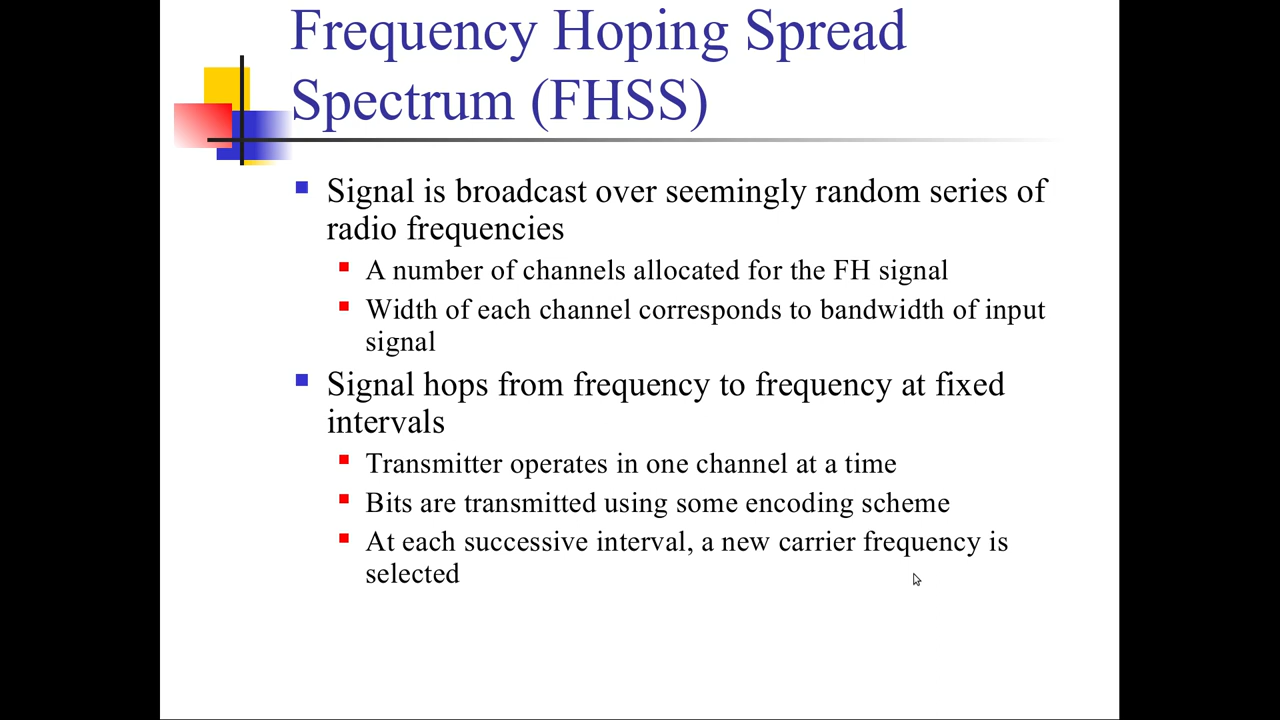 Frequency Hoping Spread
Spectrum (FHSS)
Signal is broadcast over seemingly random series of
radio frequencies
A number of channels allocated for the FH signal
Width of each channel corresponds to bandwidth of input
signal
Signal hops from frequency to frequency at fixed
intervals
Transmitter operates in one channel at a time
Bits are transmitted using some encoding scheme
At each successive interval, a new carrier frequency is
selected